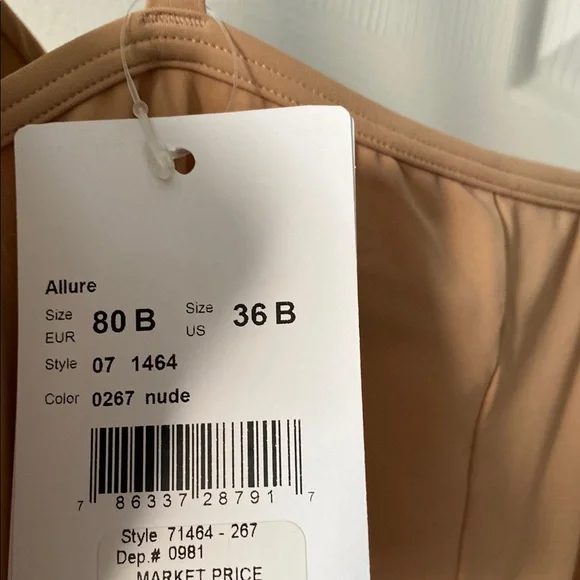 Allure
Size EUR 80 B Size US 36 B
Style 07 1464
Color 0267 nude
7 86337 28791 7
Style 71464 - 267
Dep.# 0981
MARKET PRICE